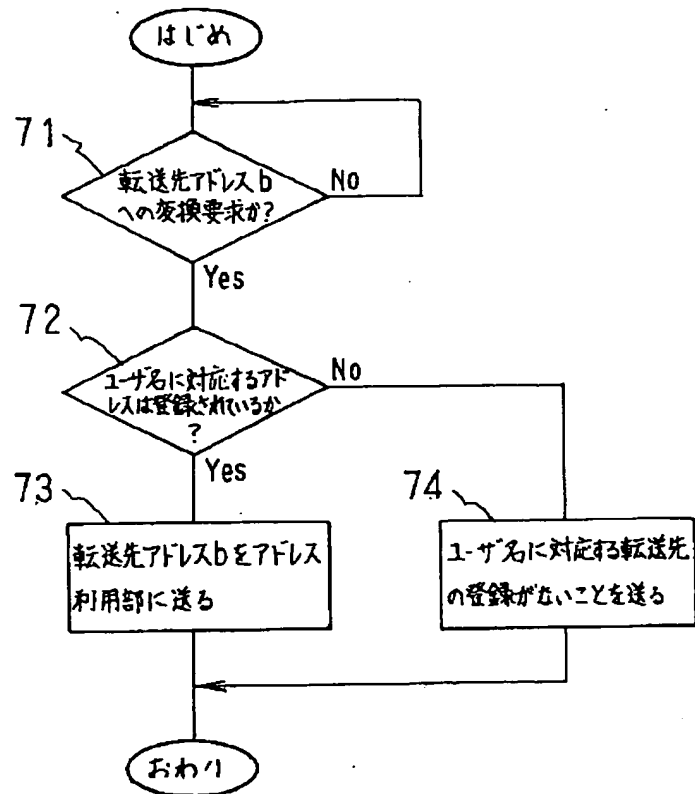 はじめ
71
転送先アドレスb
への変換要求か?
No
Yes
72
ユーザ名に対応するアド
レスは登録されているか
?
No
Yes
73
転送先アドレスbをアドレス
利用部に送る
74
ユーザ名に対応する転送先
の登録がないことを送る
おわり